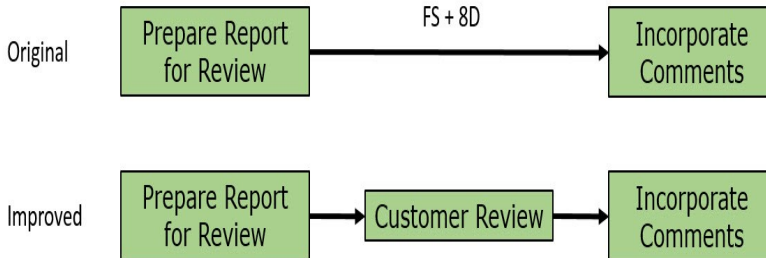 FS + 8D
Original
Prepare Report
for Review
Incorporate
Comments
Improved
Prepare Report
for Review
Customer Review
Incorporate
Comments